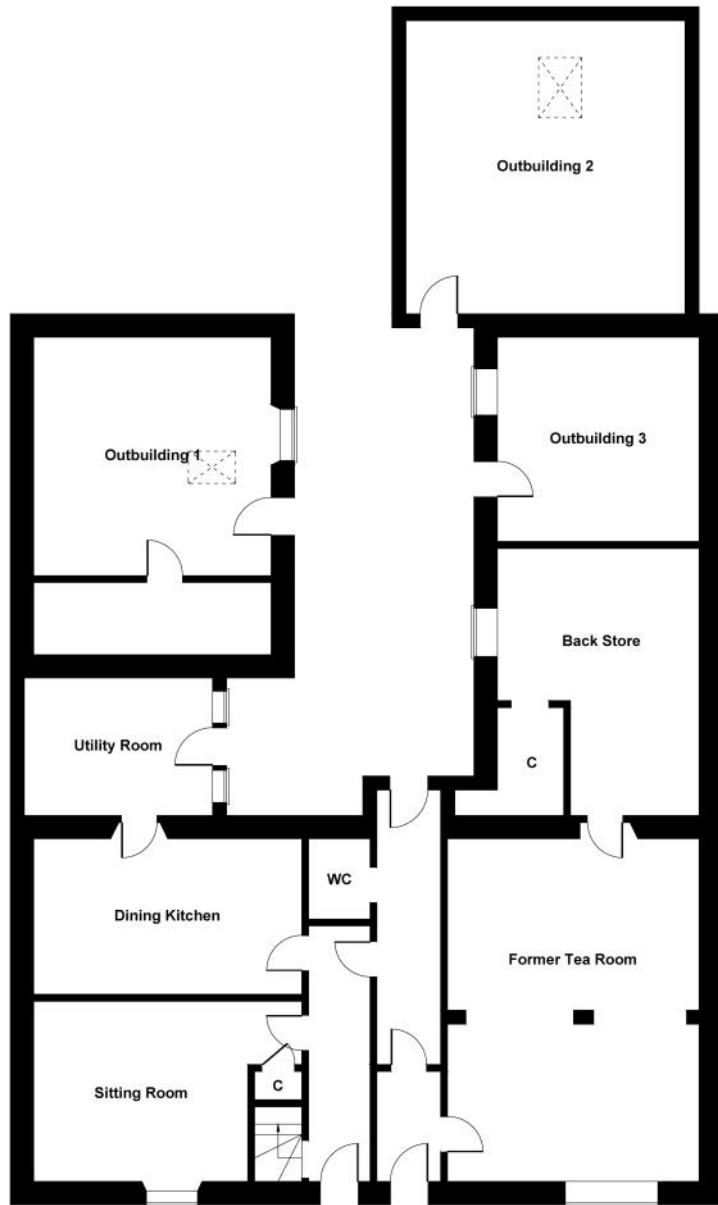 Outbuilding 2
Outbuilding 3
Outbuilding 1
Back Store
Utility Room
C
WC
Dining Kitchen
Former Tea Room
C
Sitting Room